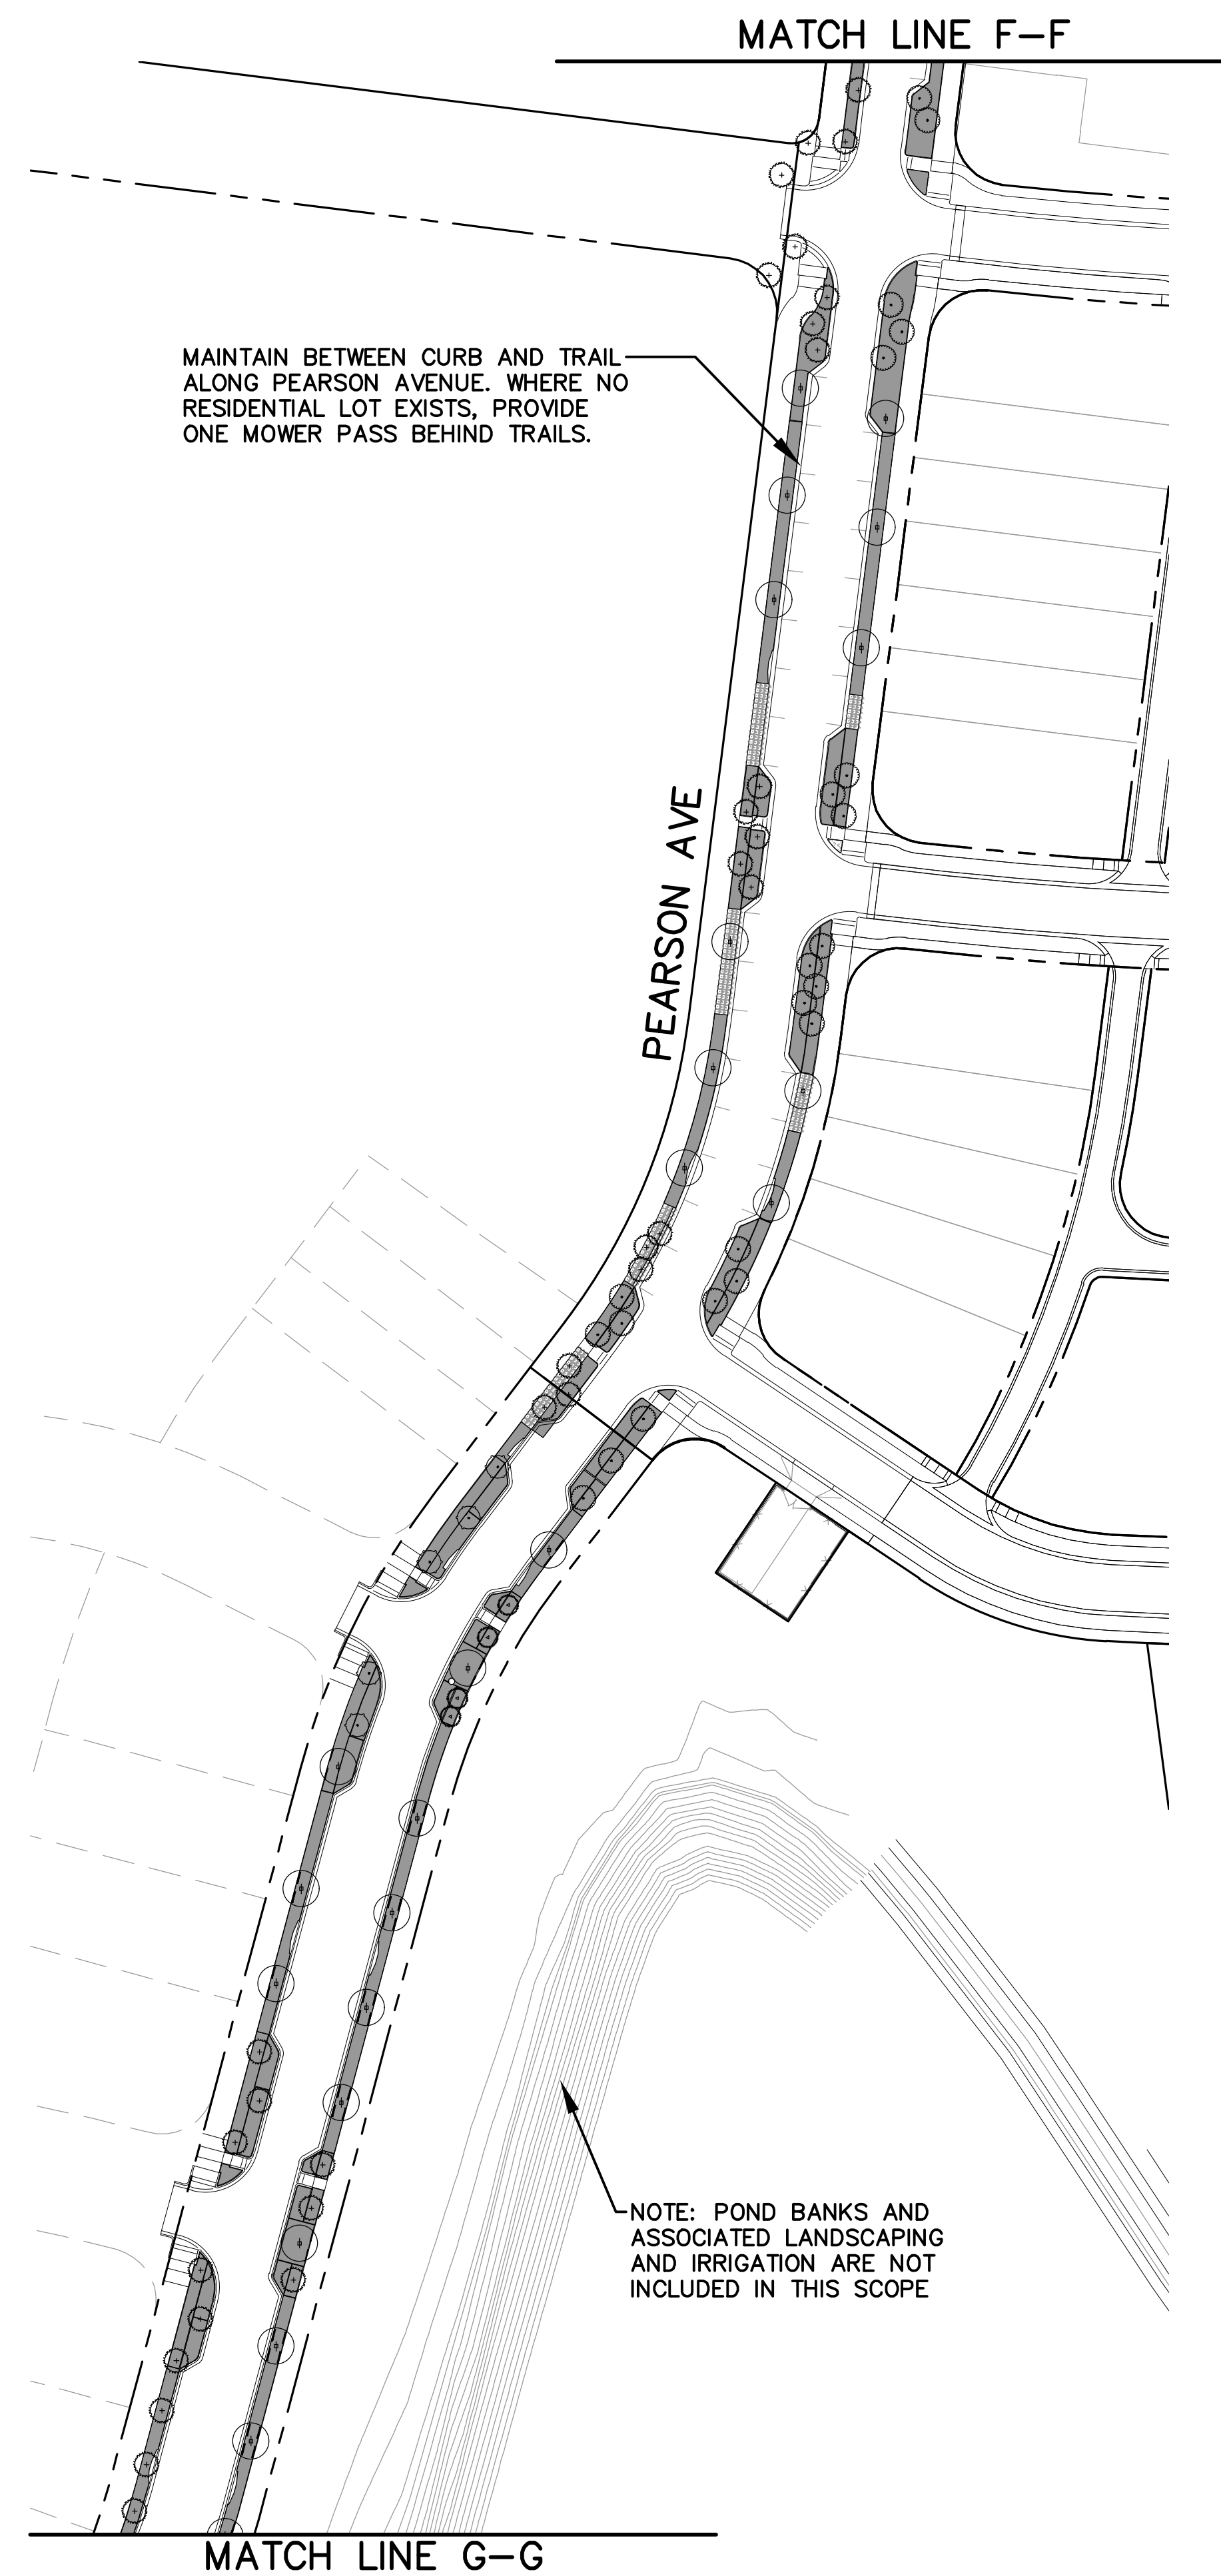 MATCH LINE F-F
MAINTAIN BETWEEN CURB AND TRAIL
ALONG PEARSON AVENUE. WHERE NO
RESIDENTIAL LOT EXISTS, PROVIDE
ONE MOWER PASS BEHIND TRAILS.
PEARSON AVE
NOTE: POND BANKS AND
ASSOCIATED LANDSCAPING
AND IRRIGATION ARE NOT
INCLUDED IN THIS SCOPE
MATCH LINE G-G